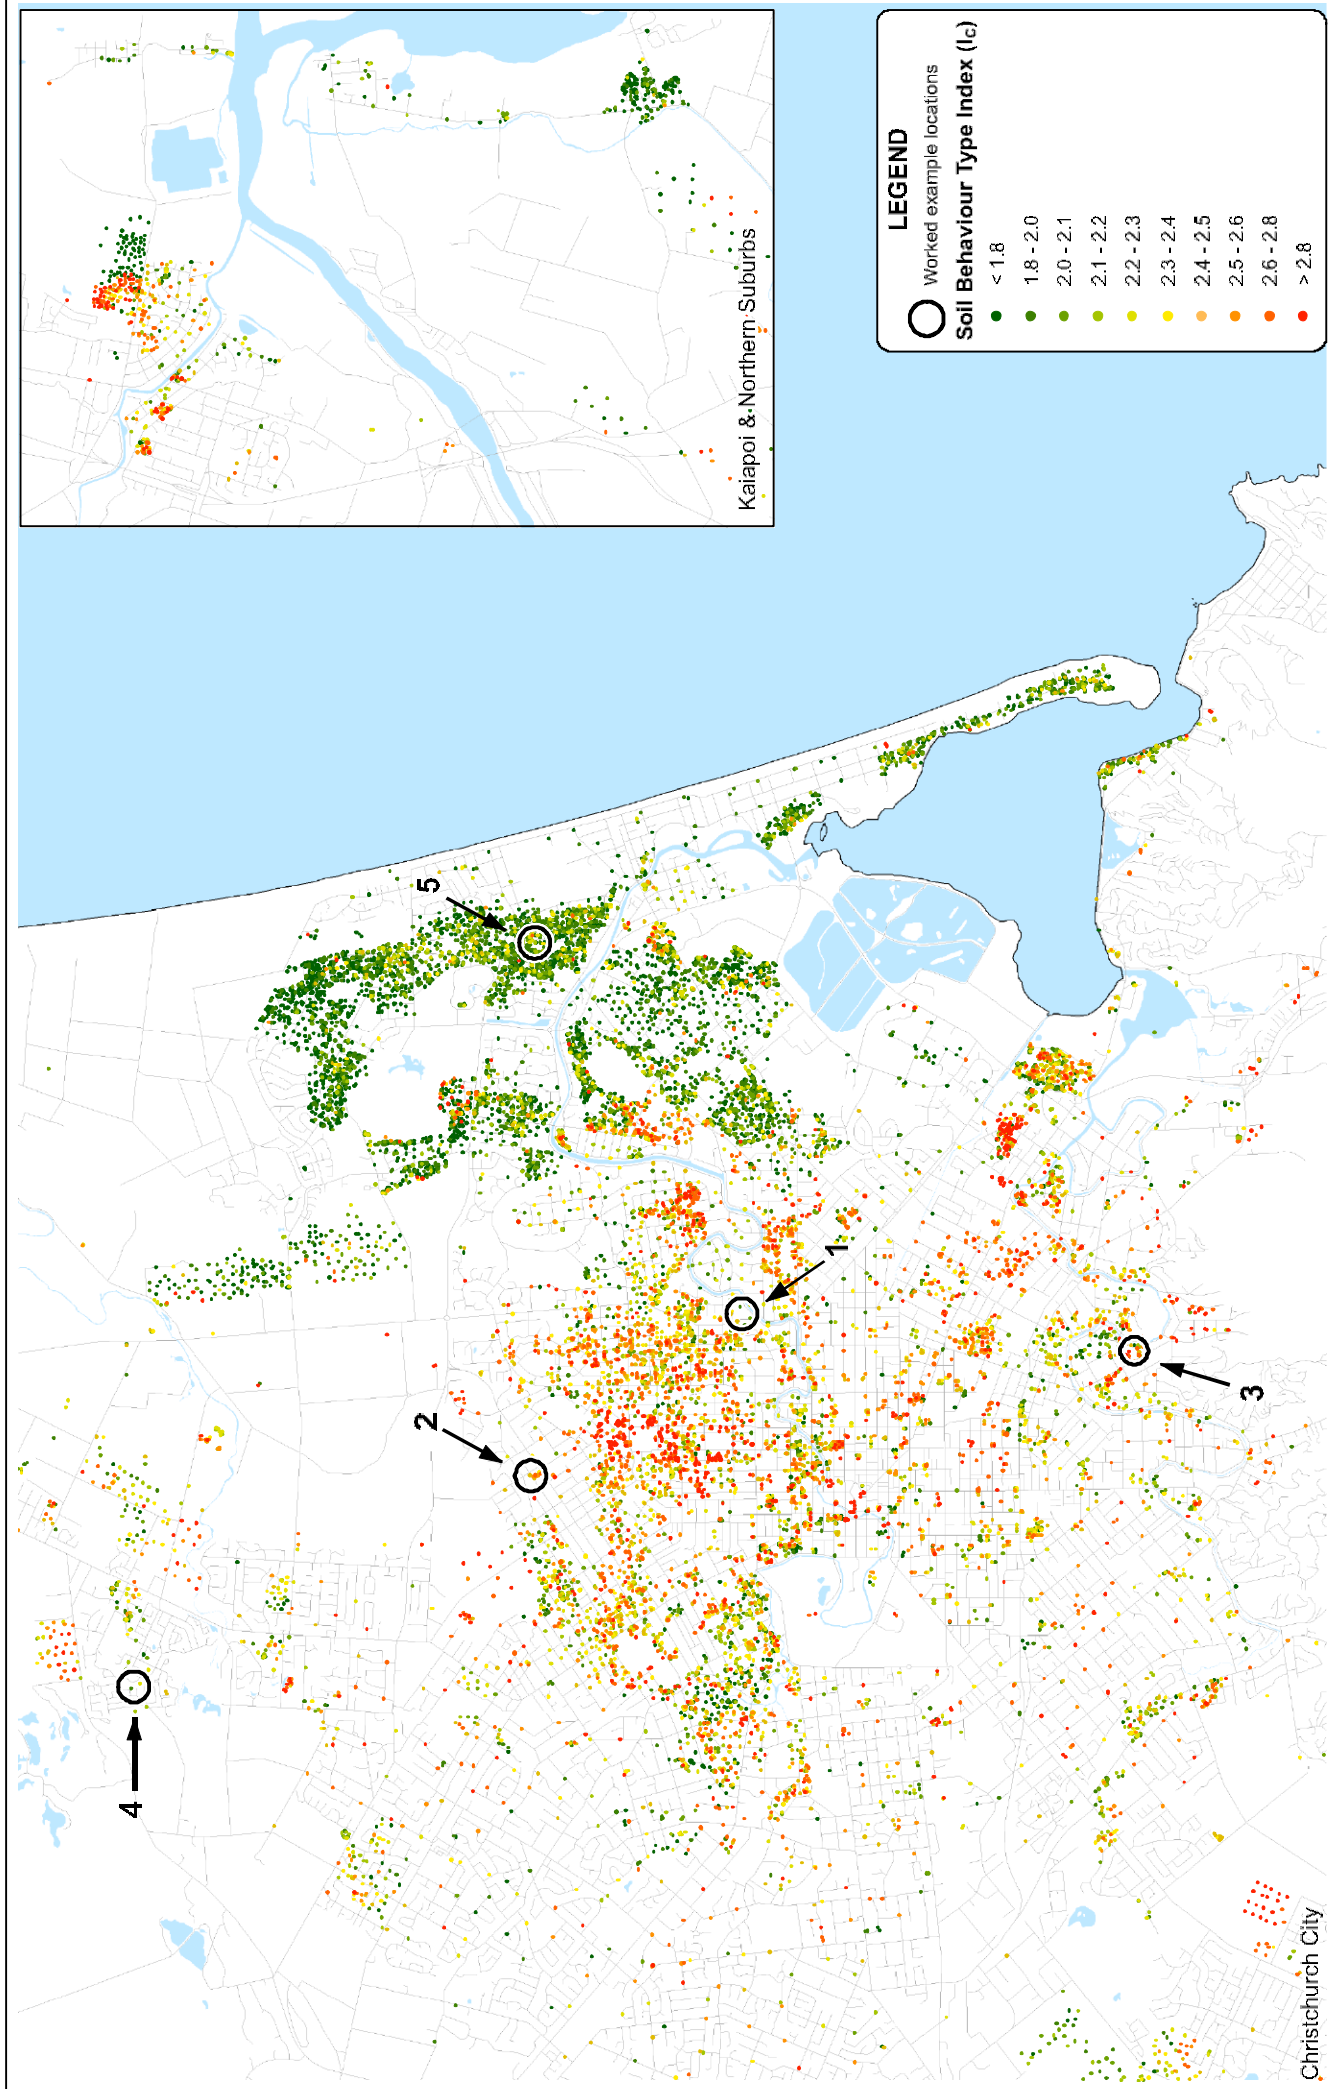 Kaiapoi & Northern Suburbs
LEGEND
Worked example locations
Soil Behaviour Type Index (Ic)
< 1.8
1.8 - 2.0
2.0 - 2.1
2.1 - 2.2
2.2 - 2.3
2.3 - 2.4
2.4 - 2.5
2.5 - 2.6
2.6 - 2.8
> 2.8
4
2
5
1
3
Christchurch City